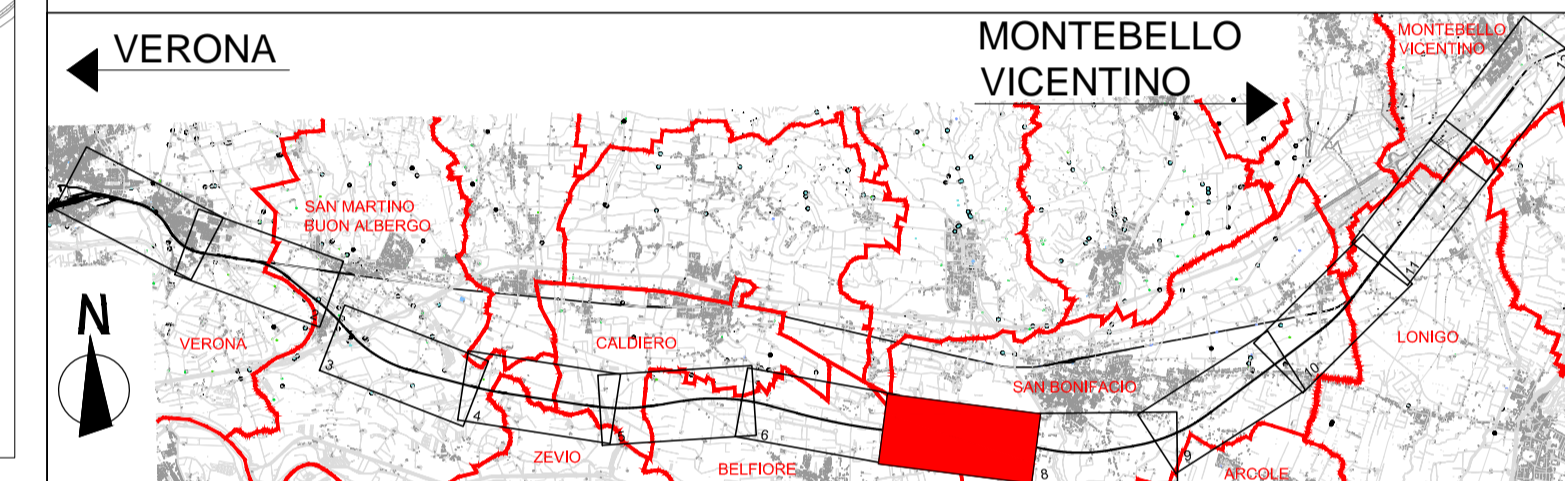 VERONA
MONTEBELLO
VICENTINO
MONTEBELLO
VICENTINO
SAN MARTINO
BUON ALBERGO
N
VERONA
CALDIERO
LONIGO
SAN BONIFACIO
ZEVIO
BELFIORE
ARCOLE
3
4
6
8
9
10
11